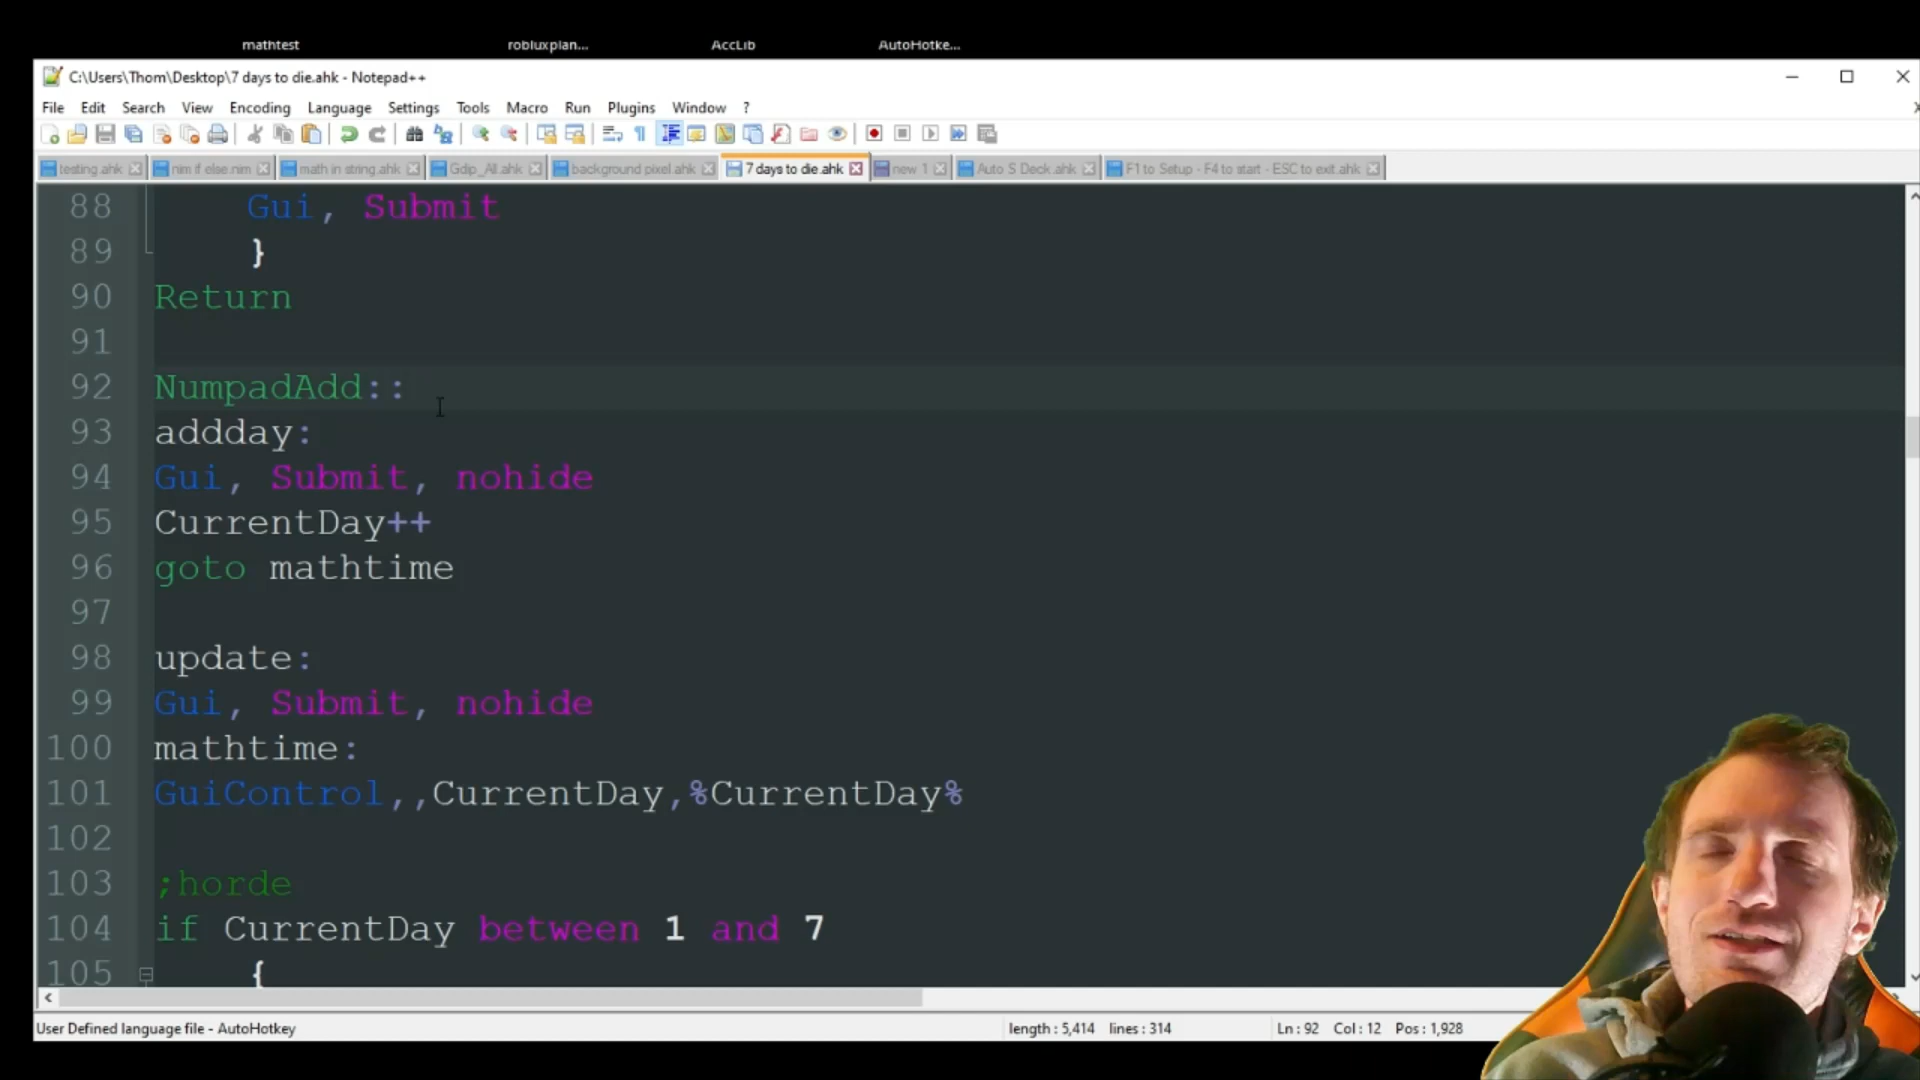 mathtest robluxplan... AccLib AutoHotke...
C:\Users\Thom\Desktop\7 days to die.ahk - Notepad++
File Edit Search View Encoding Language Settings Tools Macro Run Plugins Window ?
testing.ahk nim if else.nim math in string.ahk Gdip_All.ahk background pixel.ahk 7 days to die.ahk new 1 Auto S Deck.ahk F1 to Setup - F4 to start - ESC to exit.ahk
88 Gui, Submit
89 }
90 Return
91
92 NumpadAdd::
93 addday:
94 Gui, Submit, nohide
95 CurrentDay++
96 goto mathtime
97
98 update:
99 Gui, Submit, nohide
100 mathtime:
101 GuiControl,,CurrentDay,%CurrentDay%
102
103 ;horde
104 if CurrentDay between 1 and 7
105 {
User Defined language file - AutoHotkey length : 5,414 lines : 314 Ln : 92 Col : 12 Pos : 1,928